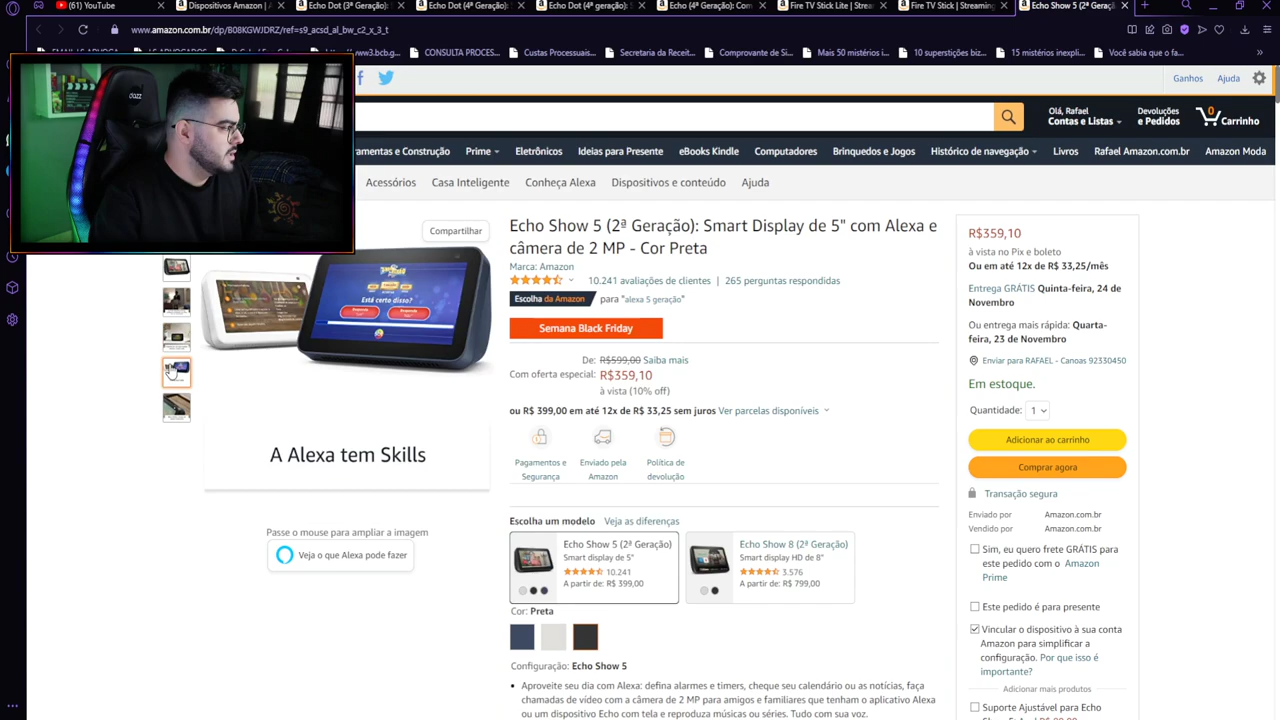 (61) YouTube
Dispositivos Amazon | A
Echo Dot (3ª Geração):
Echo Dot (4ª Geração):
Echo Dot (4ª geração):
Echo (4ª Geração): Com
Fire TV Stick Lite | Strea
Fire TV Stick | Streaming
Echo Show 5 (2ª Geraçã
www.amazon.com.br/dp/B08KGWJDRZ/ref=s9_acsd_al_bw_c2_x_3_t
CONSULTA PROCES...
Custas Processuais...
Secretaria da Receit...
Comprovante de Si...
Mais 50 mistérios i...
10 superstições biz...
15 mistérios inexpli...
Você sabia que o fa...
Ganhos
Ajuda
Olá, Rafael
Contas e Listas
Devoluções
e Pedidos
0
Carrinho
ramentas e Construção
Prime
Eletrônicos
Ideias para Presente
eBooks Kindle
Computadores
Brinquedos e Jogos
Histórico de navegação
Livros
Rafael Amazon.com.br
Amazon Moda
Acessórios
Casa Inteligente
Conheça Alexa
Dispositivos e conteúdo
Ajuda
Compartilhar
Está certo disso?
A Alexa tem Skills
Passe o mouse para ampliar a imagem
Veja o que Alexa pode fazer
Echo Show 5 (2ª Geração): Smart Display de 5" com Alexa e
câmera de 2 MP - Cor Preta
Marca: Amazon
10.241 avaliações de clientes | 265 perguntas respondidas
Escolha da Amazon para "alexa 5 geração"
Semana Black Friday
De: R$599,00 Saiba mais
Com oferta especial: R$359,10
à vista (10% off)
ou R$ 399,00 em até 12x de R$ 33,25 sem juros Ver parcelas disponíveis
Pagamentos e
Segurança
Enviado pela
Amazon
Política de
devolução
Escolha um modelo Veja as diferenças
Echo Show 5 (2ª Geração)
Smart display de 5"
10.241
A partir de: R$ 399,00
Echo Show 8 (2ª Geração)
Smart display HD de 8"
3.576
A partir de: R$ 799,00
Cor: Preta
Configuração: Echo Show 5
Aproveite seu dia com Alexa: defina alarmes e timers, cheque seu calendário ou as notícias, faça
chamadas de vídeo com a câmera de 2 MP para amigos e familiares que tenham o aplicativo Alexa
ou um dispositivo Echo com tela e reproduza músicas ou séries. Tudo com sua voz.
R$359,10
à vista no Pix e boleto
Ou em até 12x de R$ 33,25/mês
Entrega GRÁTIS Quinta-feira, 24 de
Novembro
Ou entrega mais rápida: Quarta-
feira, 23 de Novembro
Enviar para RAFAEL - Canoas 92330450
Em estoque.
Quantidade: 1
Adicionar ao carrinho
Comprar agora
Transação segura
Enviado por Amazon.com.br
Vendido por Amazon.com.br
Sim, eu quero frete GRÁTIS para
este pedido com o Amazon
Prime
Este pedido é para presente
Vincular o dispositivo à sua conta
Amazon para simplificar a
configuração. Por que isso é
importante?
Adicionar mais produtos
Suporte Ajustável para Echo